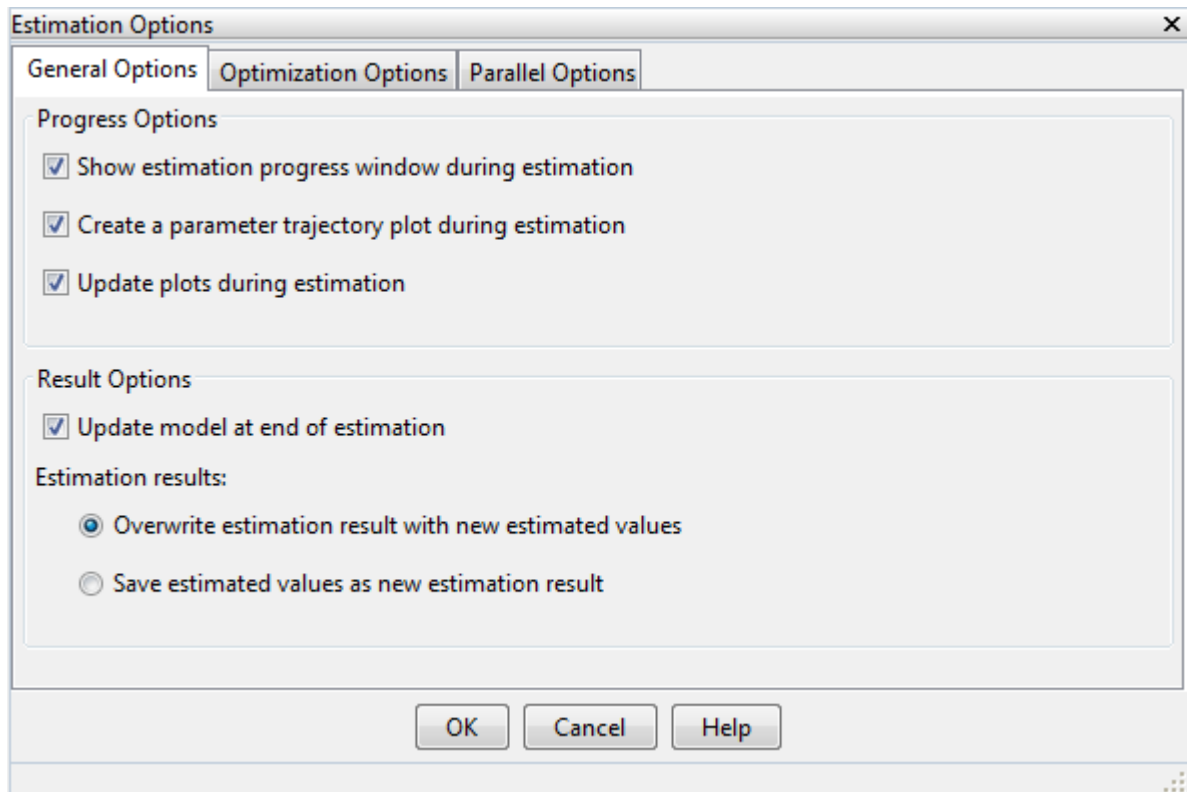 Estimation Options
General Options Optimization Options Parallel Options
Progress Options
Show estimation progress window during estimation
Create a parameter trajectory plot during estimation
Update plots during estimation
Result Options
Update model at end of estimation
Estimation results:
Overwrite estimation result with new estimated values
Save estimated values as new estimation result
OK Cancel Help